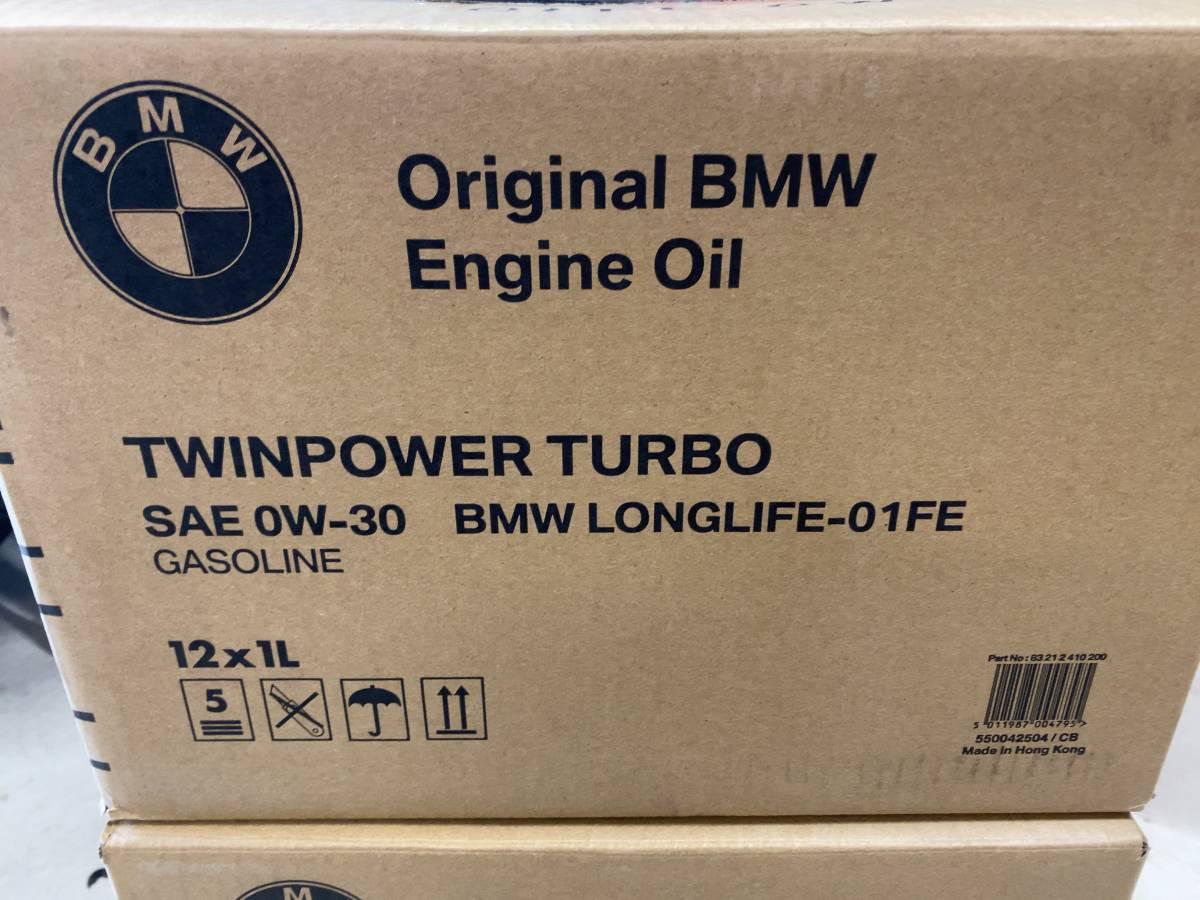 BMW
Original BMW
Engine Oil
TWINPOWER TURBO
SAE 0W-30 BMW LONGLIFE-01FE
GASOLINE
12x1L
5
Part No : 83 21 2 410 200
5 011987 004795 >
550042504 / CB
Made in Hong Kong
M